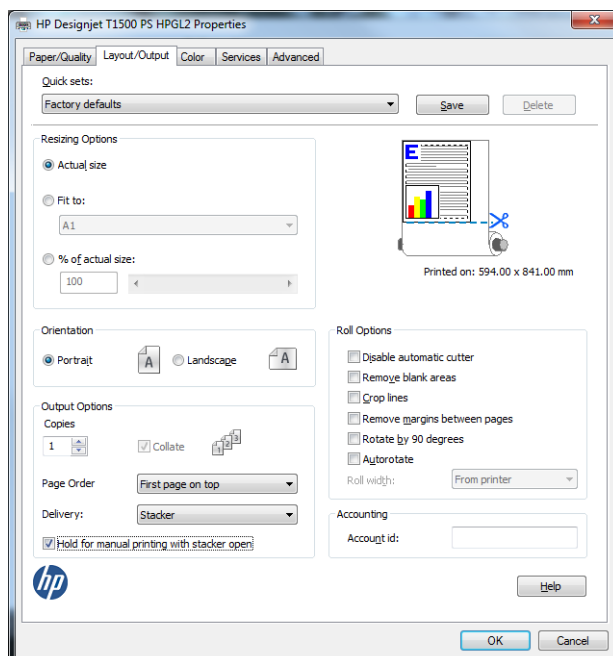 HP Designjet T1500 PS HPGL2 Properties
Paper/Quality Layout/Output Color Services Advanced
Quick sets:
Factory defaults
Save
Delete
Resizing Options
Actual size
Fit to:
A1
% of actual size:
100
E
Printed on: 594.00 x 841.00 mm
Orientation
Portrait
A
Landscape
A
Output Options
Copies
1
Collate
1 2 3
Page Order
First page on top
Delivery:
Stacker
Hold for manual printing with stacker open
Roll Options
Disable automatic cutter
Remove blank areas
Crop lines
Remove margins between pages
Rotate by 90 degrees
Autorotate
Roll width:
From printer
Accounting
Account id:
hp
Help
OK
Cancel